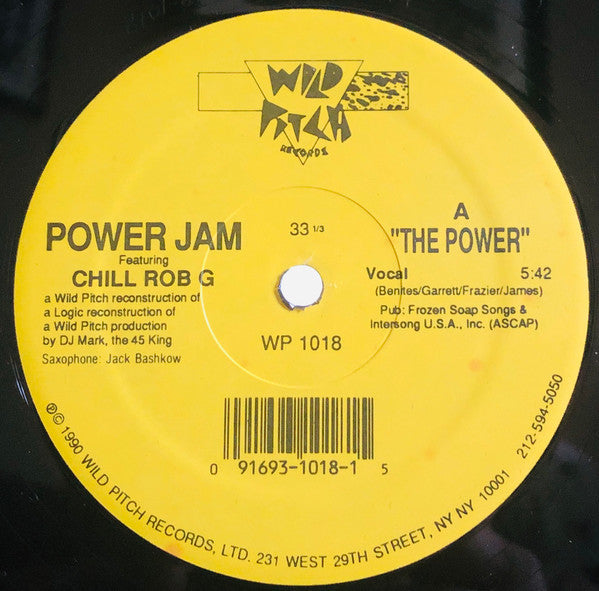 WILD
PITCH
RECORDS
POWER JAM
Featuring
CHILL ROB G
a Wild Pitch reconstruction of
a Logic reconstruction of
a Wild Pitch production
by DJ Mark, the 45 King
Saxophone: Jack Bashkow
33 1/3
WP 1018
A
"THE POWER"
Vocal 5:42
(Benites/Garrett/Frazier/James)
Pub: Frozen Soap Songs &
Intersong U.S.A., Inc. (ASCAP)
0 91693-1018-1 5
℗© 1990 WILD PITCH RECORDS, LTD. 231 WEST 29TH STREET, NY NY 10001 212-594-5050